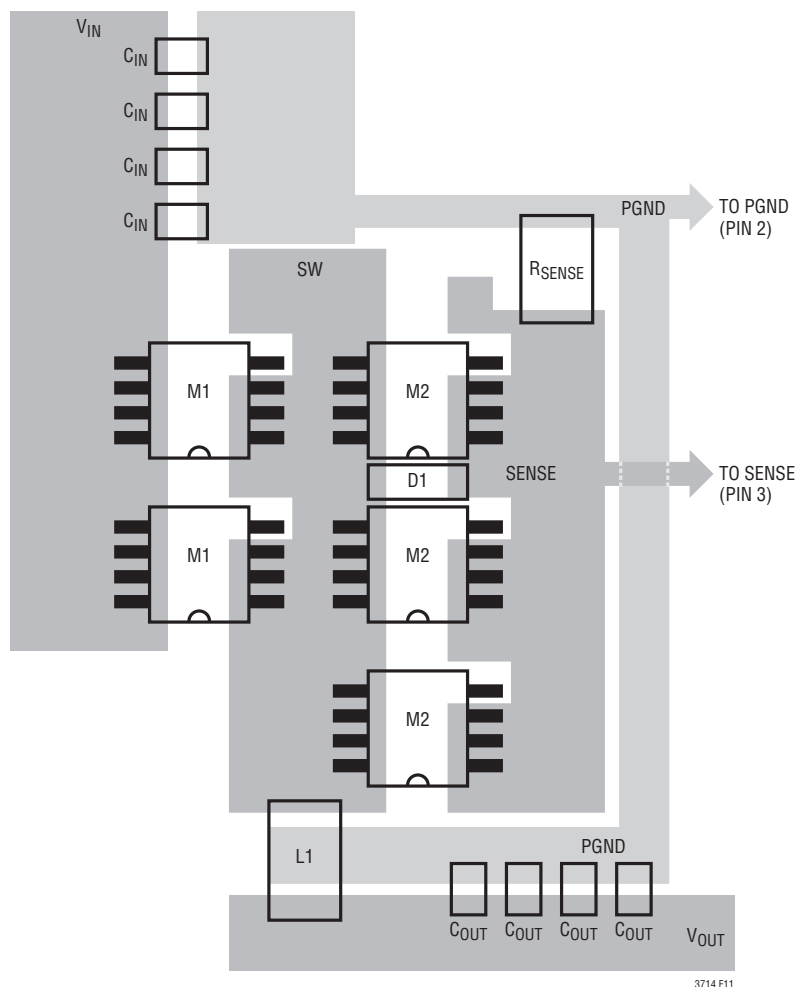 VIN
CIN
CIN
CIN
CIN
PGND
TO PGND
(PIN 2)
SW
RSENSE
M1
M2
D1
SENSE
TO SENSE
(PIN 3)
M1
M2
M2
L1
PGND
COUT
COUT
COUT
COUT
VOUT
3714 F11